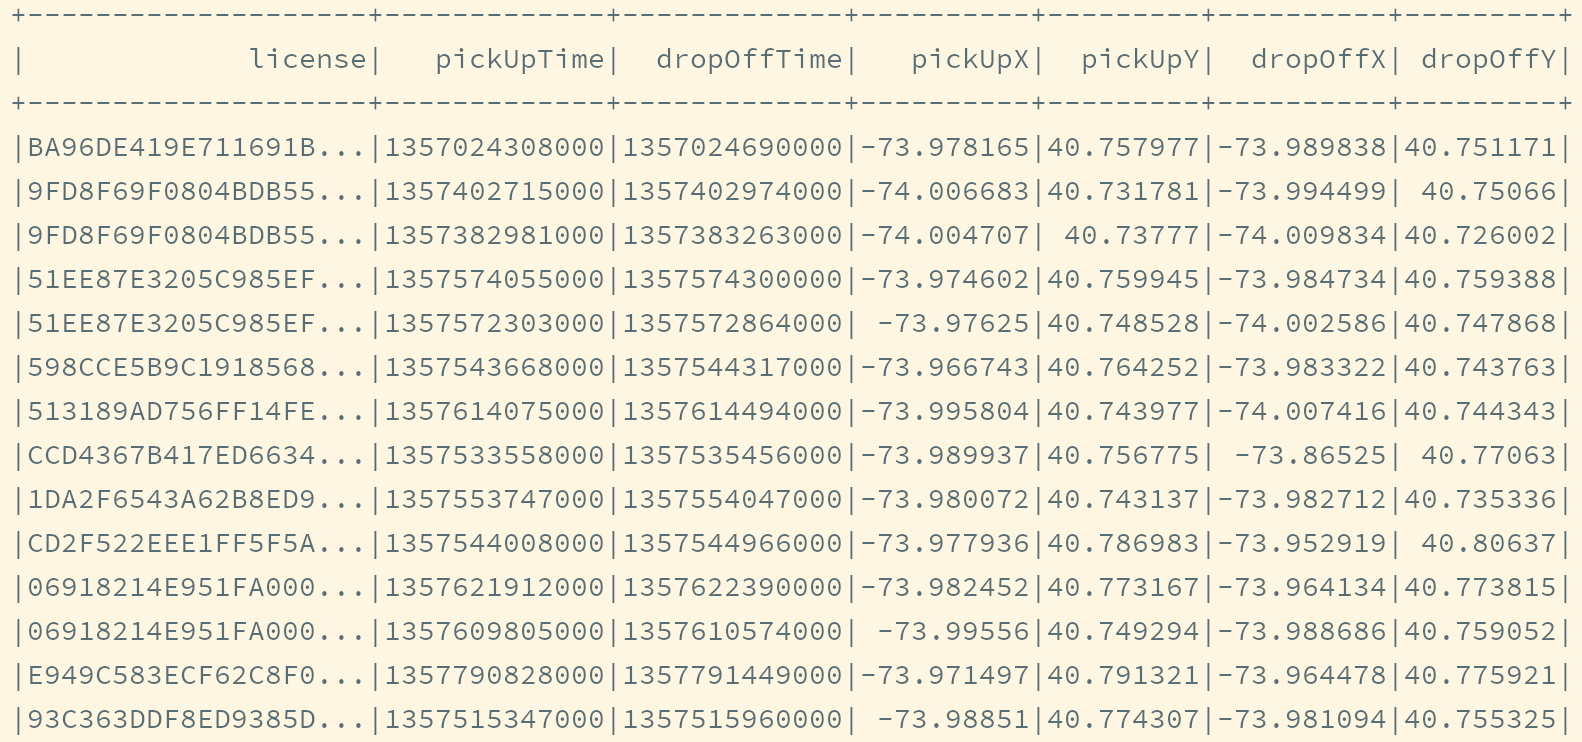 +--------------------+-------------+-------------+----------+---------+----------+---------+
|             license|   pickUpTime|  dropOffTime|   pickUpX|  pickUpY|  dropOffX| dropOffY|
+--------------------+-------------+-------------+----------+---------+----------+---------+
|BA96DE419E711691B...|1357024308000|1357024690000|-73.978165|40.757977|-73.989838|40.751171|
|9FD8F69F0804BDB55...|1357402715000|1357402974000|-74.006683|40.731781|-73.994499| 40.75066|
|9FD8F69F0804BDB55...|1357382981000|1357383263000|-74.004707| 40.73777|-74.009834|40.726002|
|51EE87E3205C985EF...|1357574055000|1357574300000|-73.974602|40.759945|-73.984734|40.759388|
|51EE87E3205C985EF...|1357572303000|1357572864000| -73.97625|40.748528|-74.002586|40.747868|
|598CCE5B9C1918568...|1357543668000|1357544317000|-73.966743|40.764252|-73.983322|40.743763|
|513189AD756FF14FE...|1357614075000|1357614494000|-73.995804|40.743977|-74.007416|40.744343|
|CCD4367B417ED6634...|1357533558000|1357535456000|-73.989937|40.756775| -73.86525| 40.77063|
|1DA2F6543A62B8ED9...|1357553747000|1357554047000|-73.980072|40.743137|-73.982712|40.735336|
|CD2F522EEE1FF5F5A...|1357544008000|1357544966000|-73.977936|40.786983|-73.952919| 40.80637|
|06918214E951FA000...|1357621912000|1357622390000|-73.982452|40.773167|-73.964134|40.773815|
|06918214E951FA000...|1357609805000|1357610574000| -73.99556|40.749294|-73.988686|40.759052|
|E949C583ECF62C8F0...|1357790828000|1357791449000|-73.971497|40.791321|-73.964478|40.775921|
|93C363DDF8ED9385D...|1357515347000|1357515960000| -73.98851|40.774307|-73.981094|40.755325|